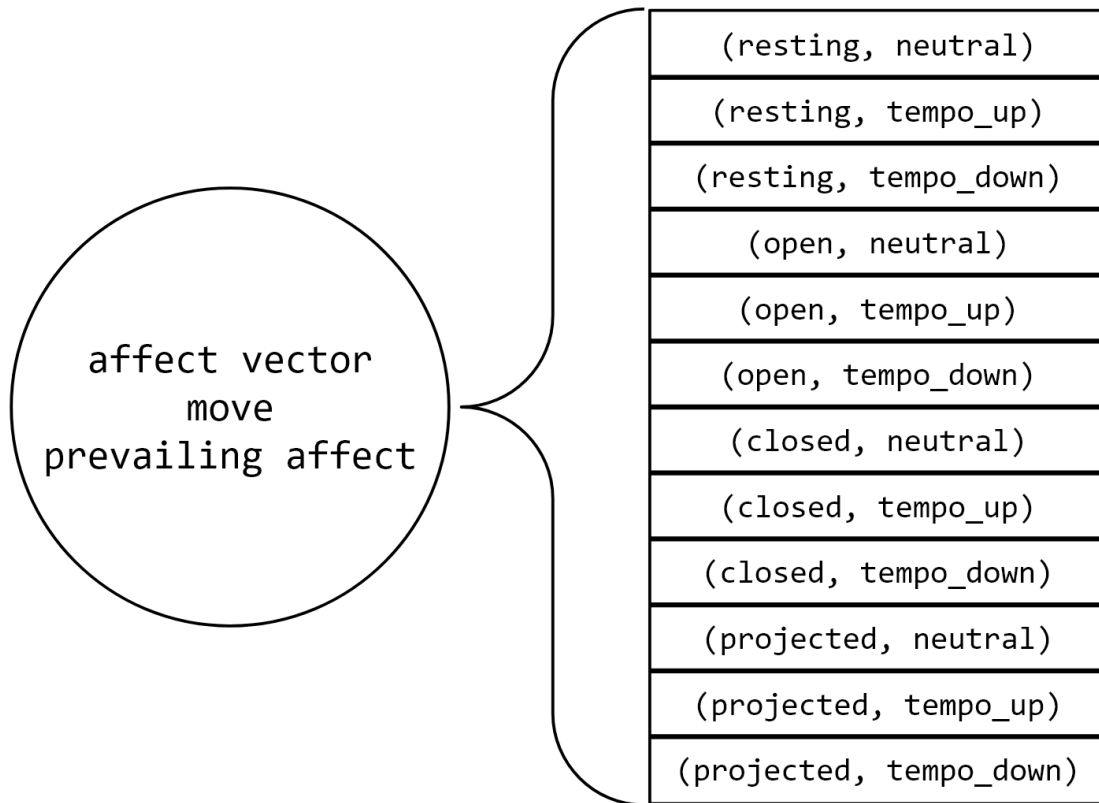 affect vector
move
prevailing affect
(resting, neutral)
(resting, tempo_up)
(resting, tempo_down)
(open, neutral)
(open, tempo_up)
(open, tempo_down)
(closed, neutral)
(closed, tempo_up)
(closed, tempo_down)
(projected, neutral)
(projected, tempo_up)
(projected, tempo_down)